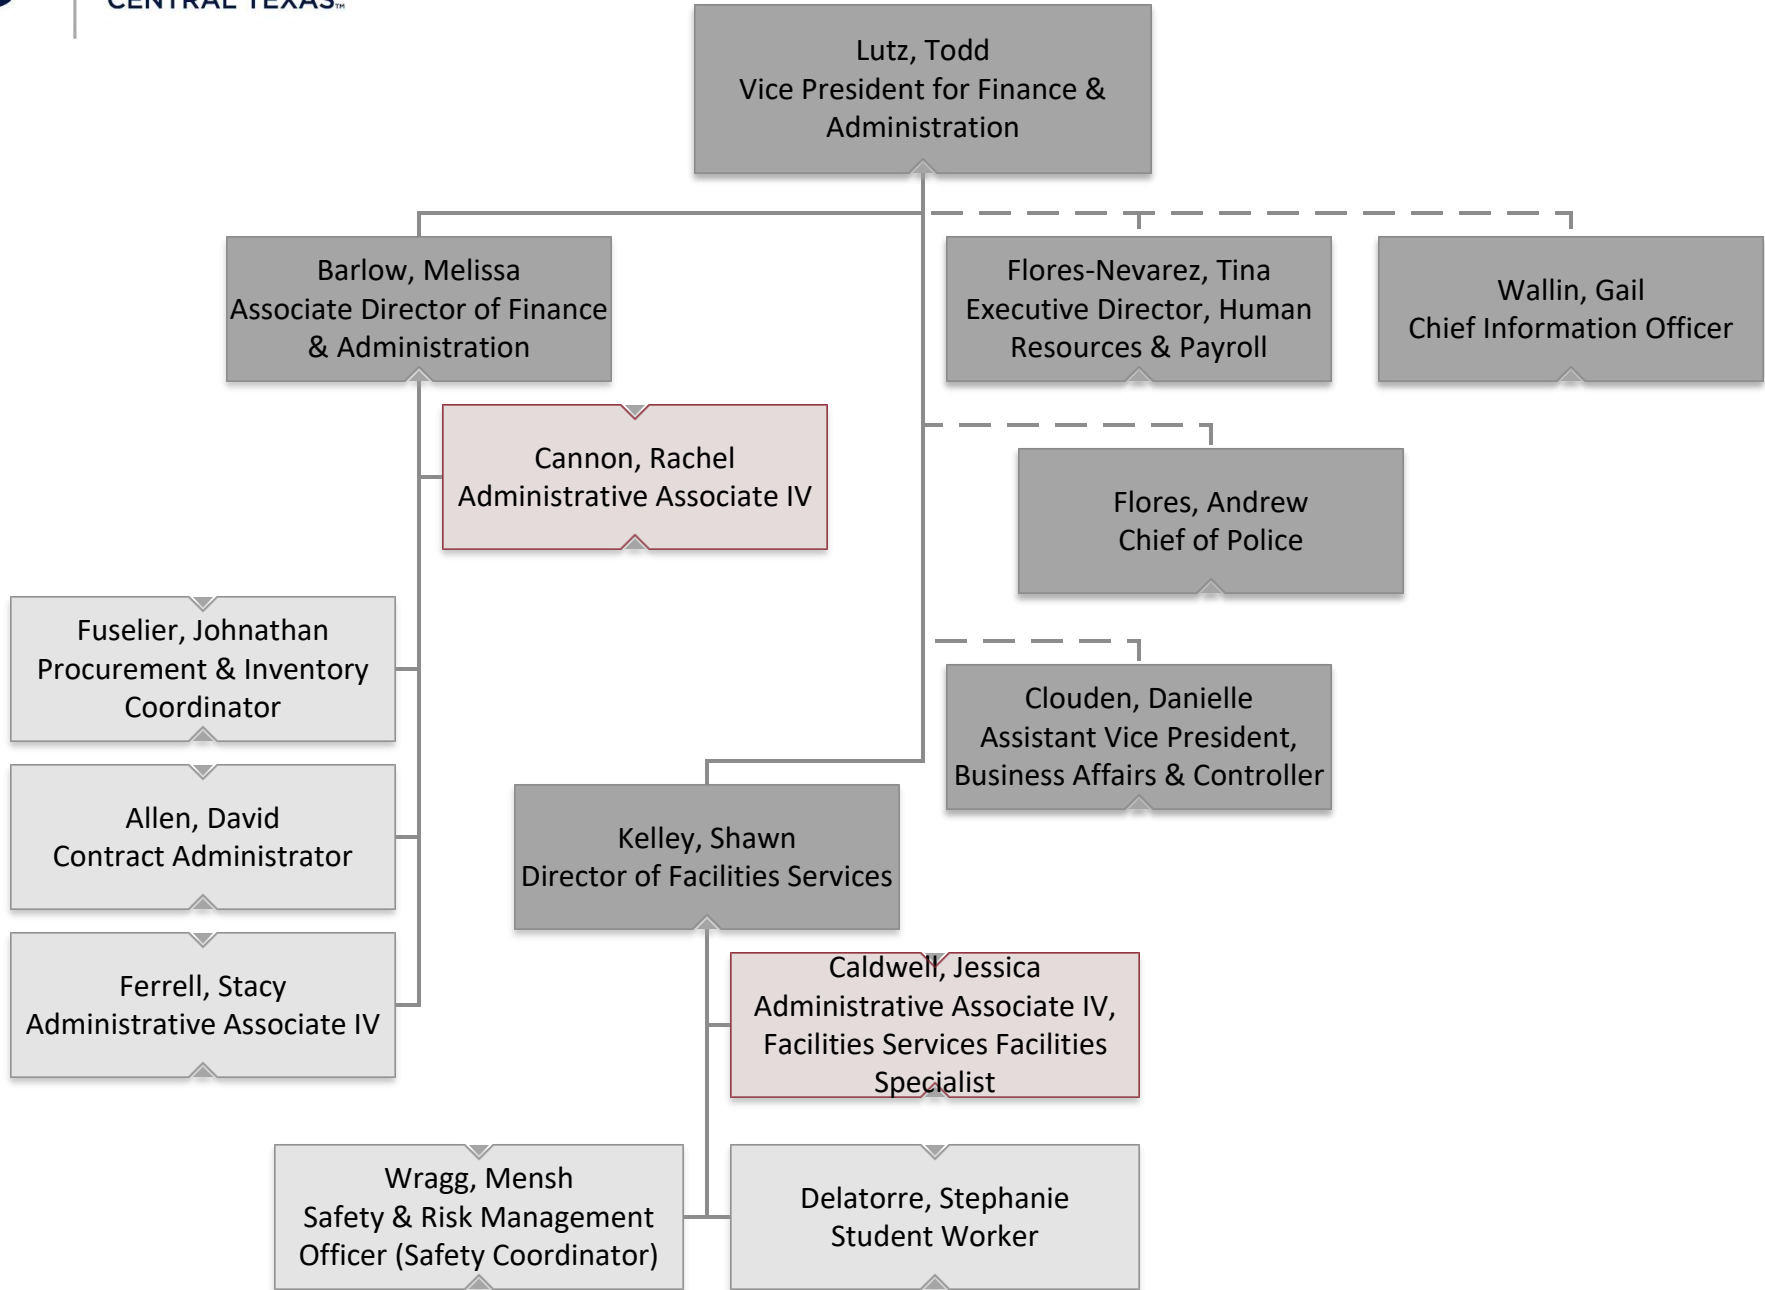 CENTRAL TEXAS™
Lutz, Todd
Vice President for Finance &
Administration
Barlow, Melissa
Associate Director of Finance
& Administration
Flores-Nevarez, Tina
Executive Director, Human
Resources & Payroll
Wallin, Gail
Chief Information Officer
Cannon, Rachel
Administrative Associate IV
Flores, Andrew
Chief of Police
Fuselier, Johnathan
Procurement & Inventory
Coordinator
Clouden, Danielle
Assistant Vice President,
Business Affairs & Controller
Allen, David
Contract Administrator
Kelley, Shawn
Director of Facilities Services
Ferrell, Stacy
Administrative Associate IV
Caldwell, Jessica
Administrative Associate IV,
Facilities Services Facilities
Specialist
Wragg, Mensh
Safety & Risk Management
Officer (Safety Coordinator)
Delatorre, Stephanie
Student Worker